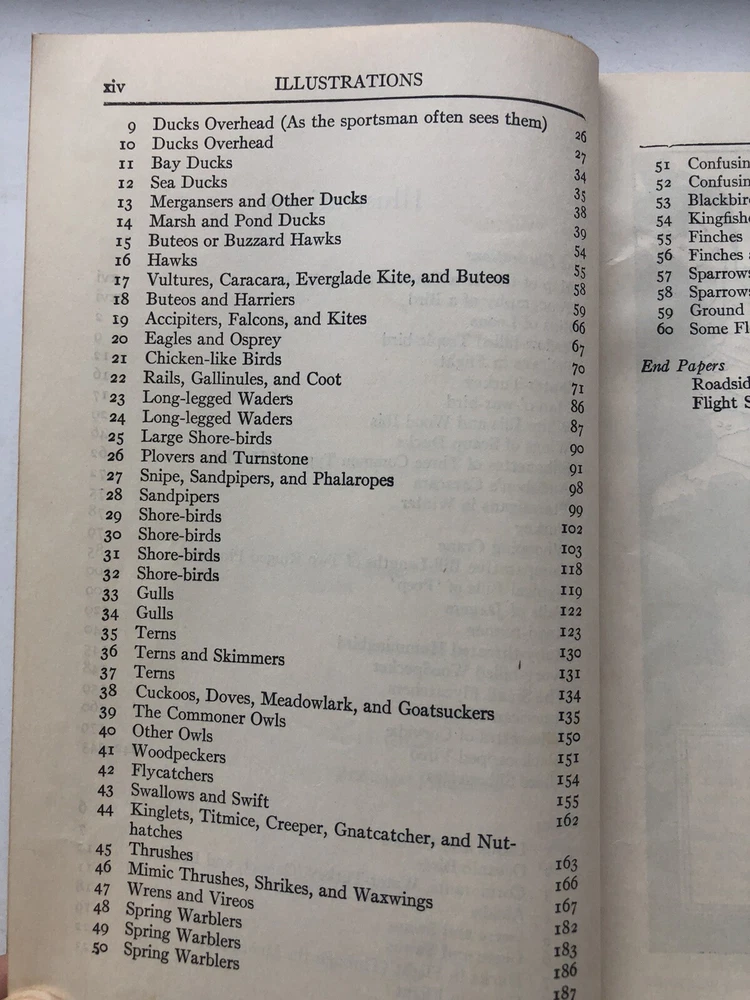 xiv ILLUSTRATIONS
9 Ducks Overhead (As the sportsman often sees them) 26
10 Ducks Overhead 27
11 Bay Ducks 34
12 Sea Ducks 35
13 Mergansers and Other Ducks 38
14 Marsh and Pond Ducks 39
15 Buteos or Buzzard Hawks 54
16 Hawks 55
17 Vultures, Caracara, Everglade Kite, and Buteos 58
18 Buteos and Harriers 59
19 Accipiters, Falcons, and Kites 66
20 Eagles and Osprey 67
21 Chicken-like Birds 70
22 Rails, Gallinules, and Coot 71
23 Long-legged Waders 86
24 Long-legged Waders 87
25 Large Shore-birds 90
26 Plovers and Turnstone 91
27 Snipe, Sandpipers, and Phalaropes 98
28 Sandpipers 99
29 Shore-birds 102
30 Shore-birds 103
31 Shore-birds 118
32 Shore-birds 119
33 Gulls 122
34 Gulls 123
35 Terns 130
36 Terns and Skimmers 131
37 Terns 134
38 Cuckoos, Doves, Meadowlark, and Goatsuckers 135
39 The Commoner Owls 150
40 Other Owls 151
41 Woodpeckers 154
42 Flycatchers 155
43 Swallows and Swift 162
44 Kinglets, Titmice, Creeper, Gnatcatcher, and Nut-
hatches 163
45 Thrushes 166
46 Mimic Thrushes, Shrikes, and Waxwings 167
47 Wrens and Vireos 182
48 Spring Warblers 183
49 Spring Warblers 186
50 Spring Warblers 187
51 Confusin
52 Confusin
53 Blackbir
54 Kingfishe
55 Finches
56 Finches
57 Sparrows
58 Sparrows
59 Ground
60 Some Fl
End Papers
Roadsid
Flight S